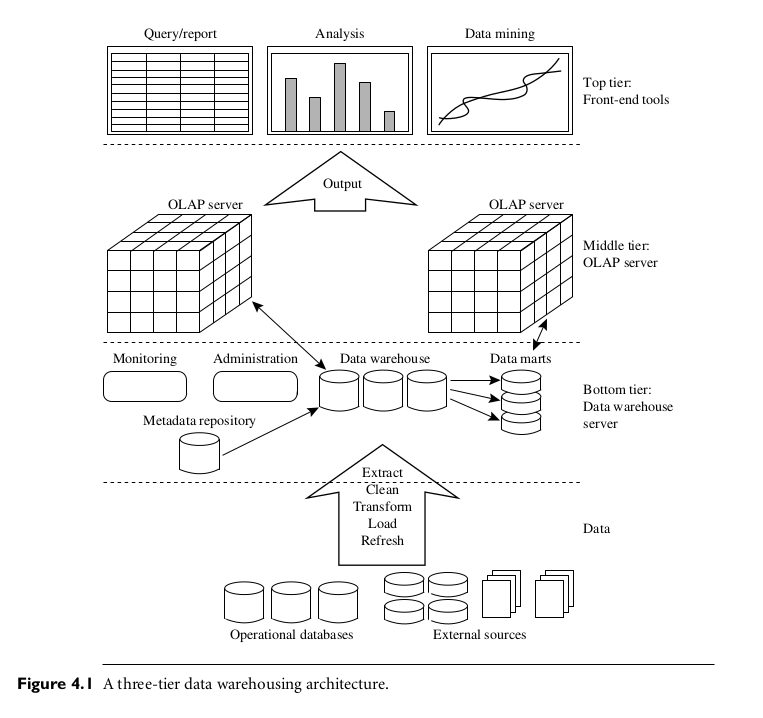 Query/report
Analysis
Data mining
Top tier:
Front-end tools
Output
OLAP server
OLAP server
Middle tier:
OLAP server
Monitoring
Administration
Data warehouse
Data marts
Bottom tier:
Data warehouse
server
Metadata repository
Extract
Clean
Transform
Load
Refresh
Data
Operational databases
External sources
Figure 4.1 A three-tier data warehousing architecture.